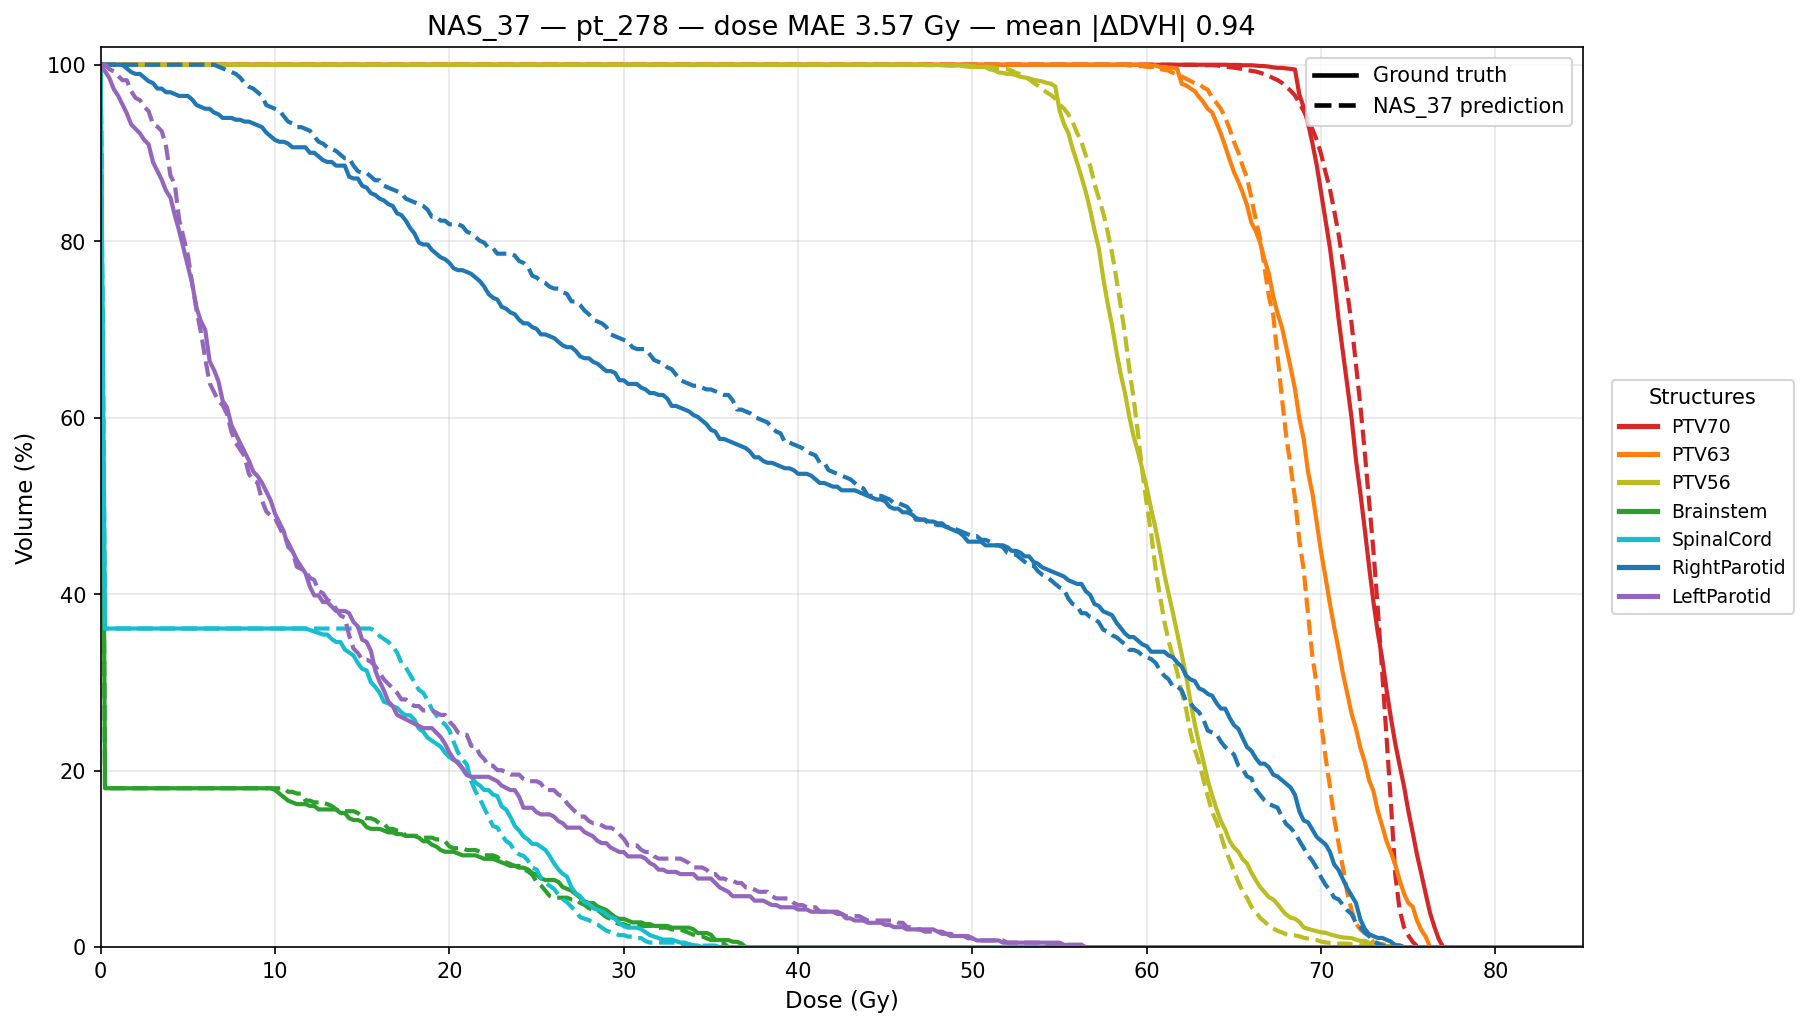 NAS_37 — pt_278 — dose MAE 3.57 Gy — mean |ΔDVH| 0.94
Ground truth
NAS_37 prediction
Volume (%)
100
80
60
40
20
0
0 10 20 30 40 50 60 70 80
Dose (Gy)
Structures
PTV70
PTV63
PTV56
Brainstem
SpinalCord
RightParotid
LeftParotid